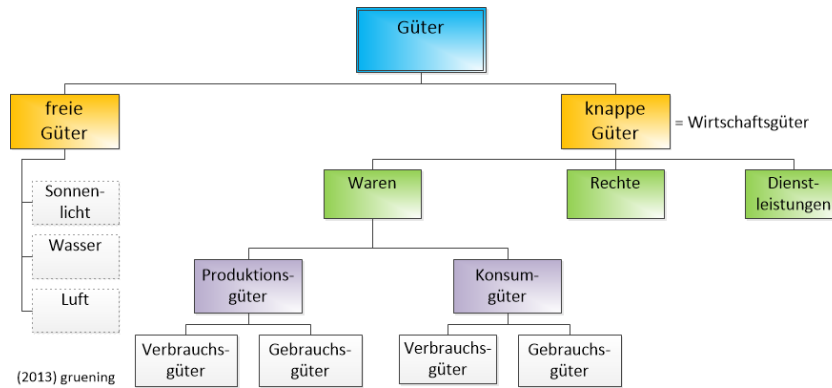 Güter
freie
Güter
knappe
Güter
= Wirtschaftsgüter
Sonnen-
licht
Wasser
Luft
Waren
Rechte
Dienst-
leistungen
Produktions-
güter
Konsum-
güter
Verbrauchs-
güter
Gebrauchs-
güter
Verbrauchs-
güter
Gebrauchs-
güter
(2013) gruening